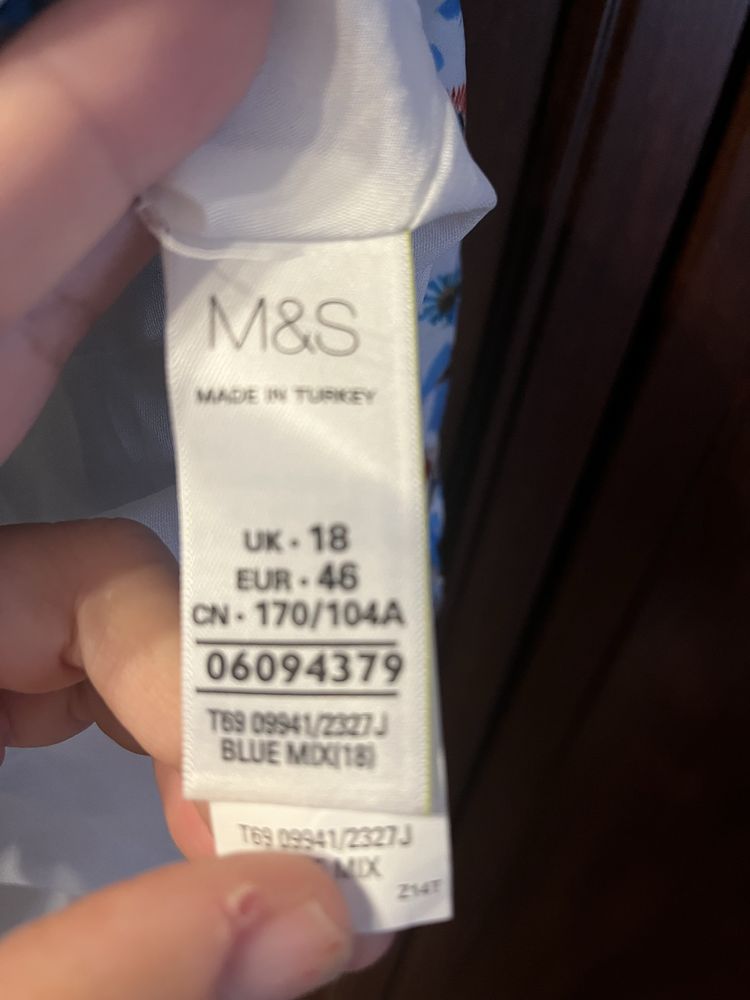 M&S
MADE IN TURKEY
UK · 18
EUR · 46
CN · 170/104A
06094379
T69 09941/2327J
BLUE MIX(18)
T69 09941/2327J
MIX
Z14T